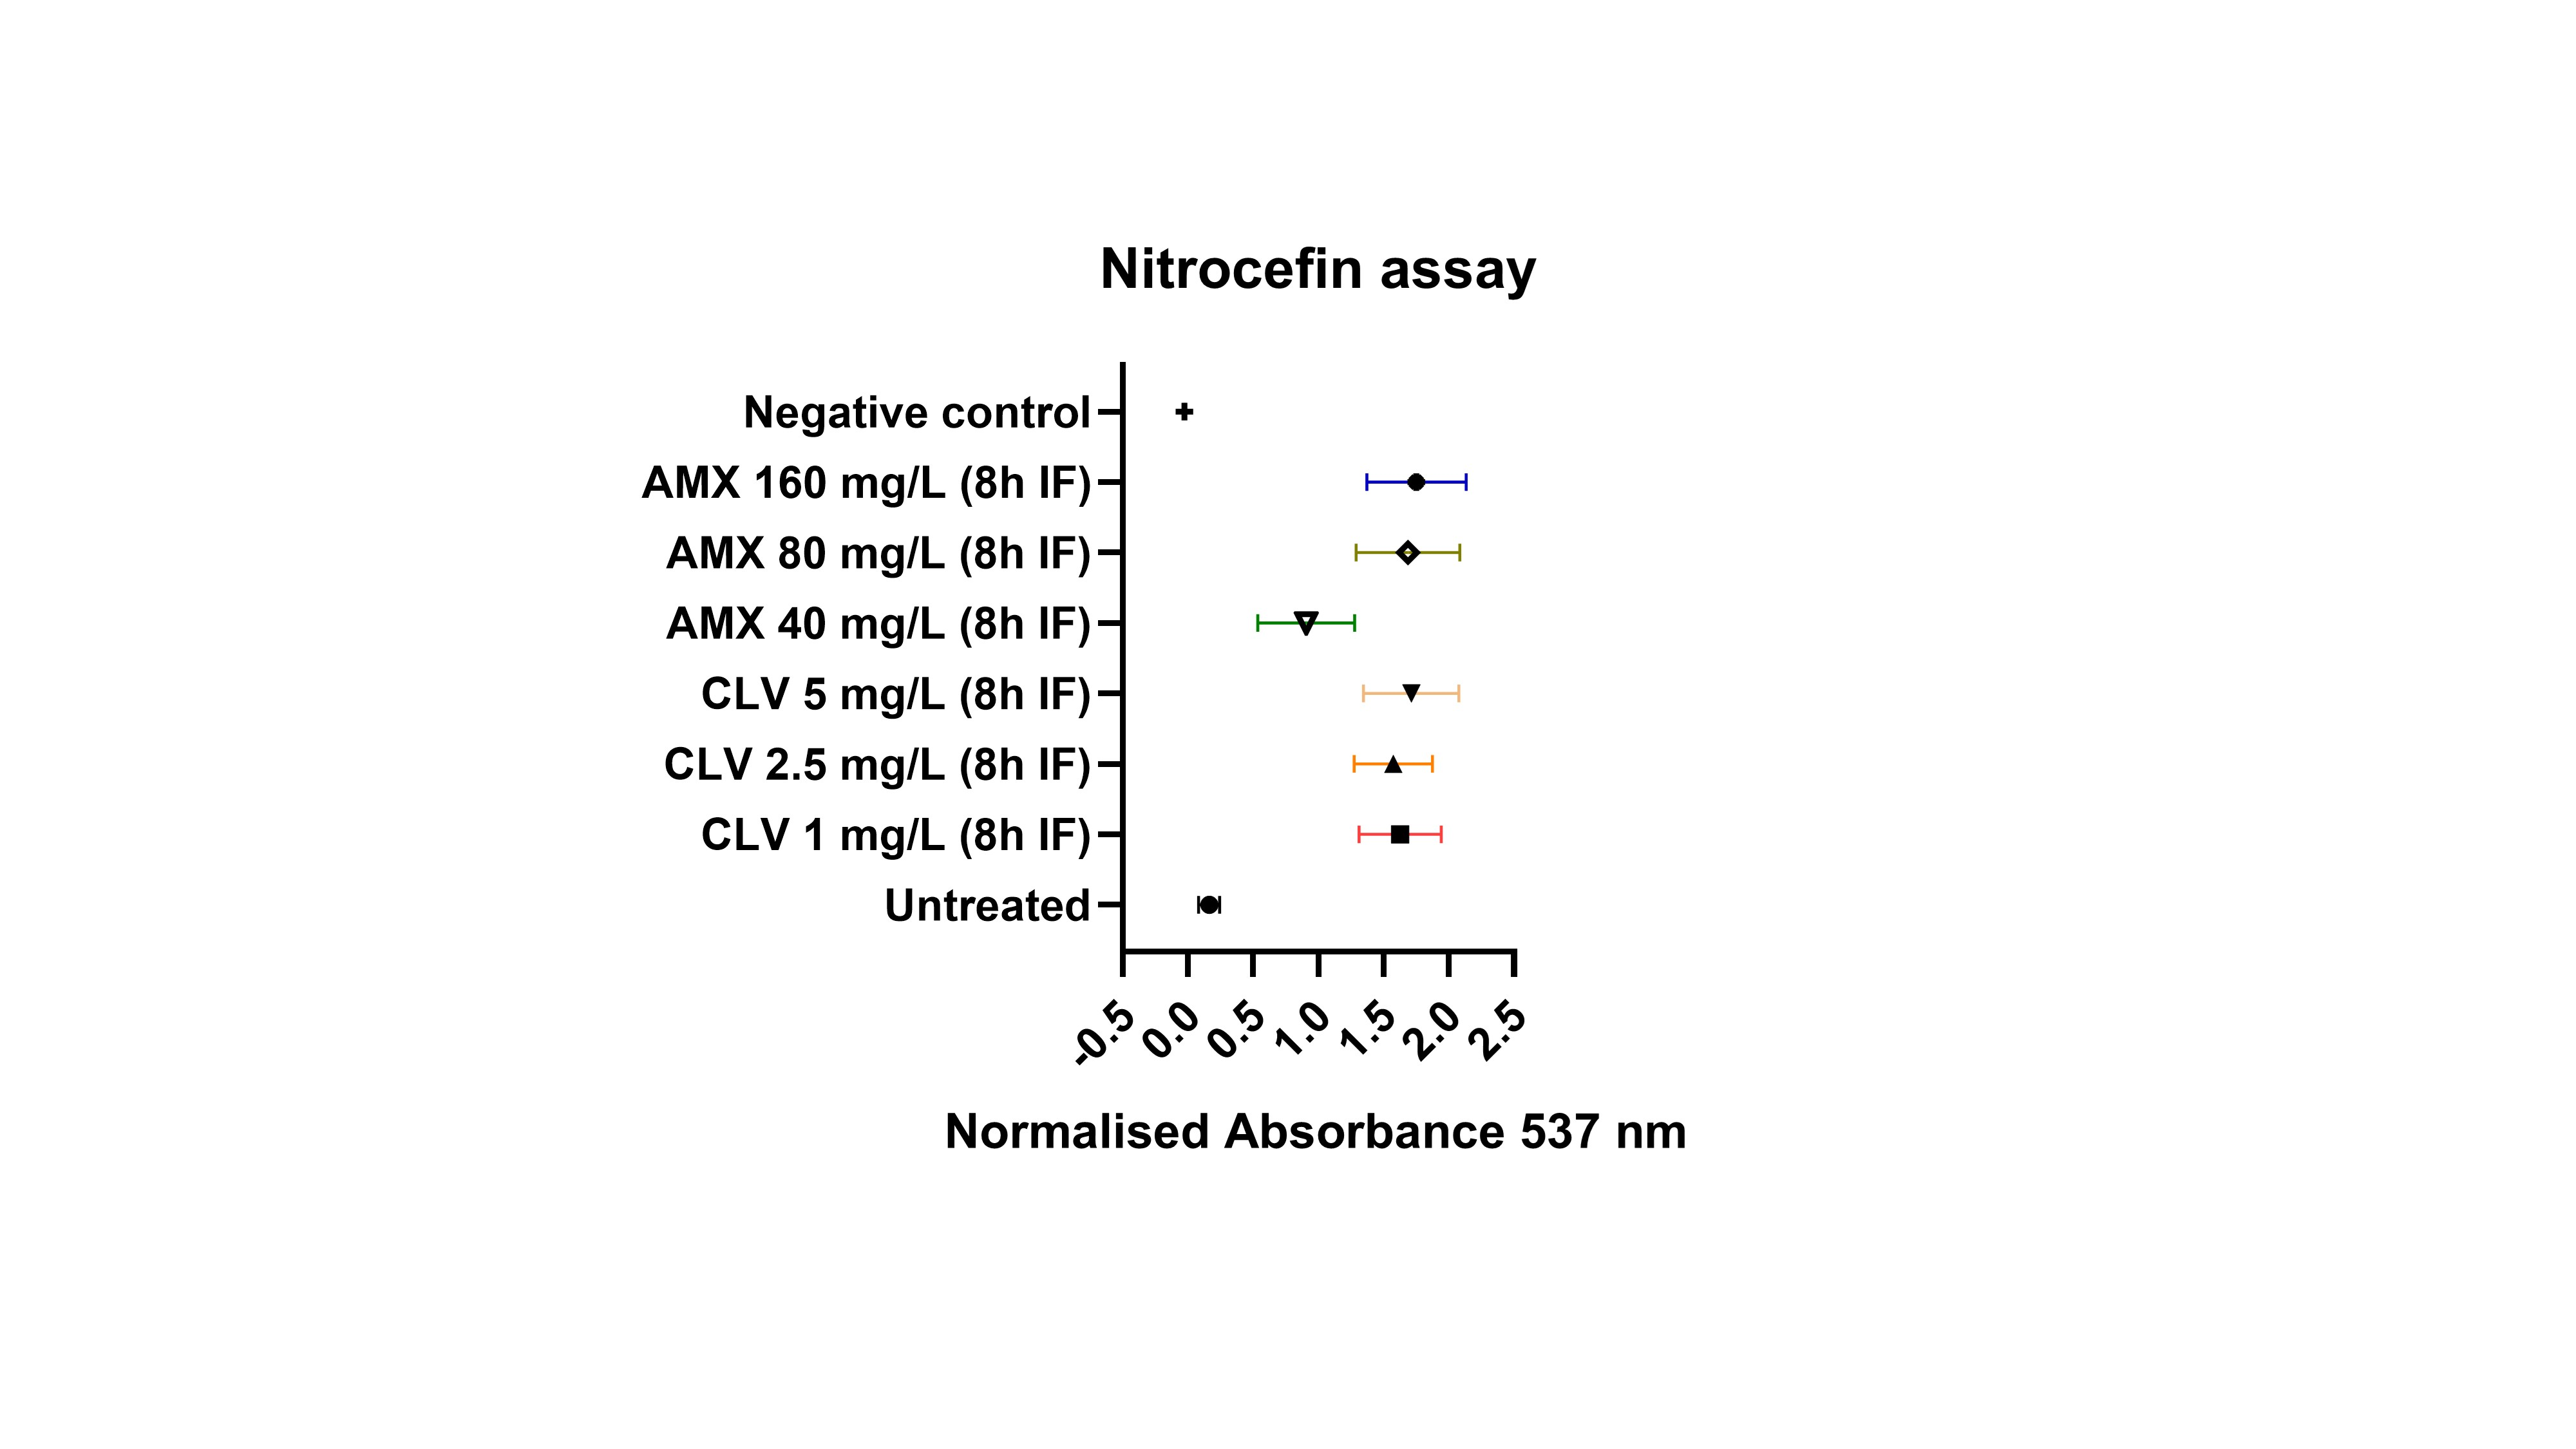 Nitrocefin assay
Negative control
AMX 160 mg/L (8h IF)
AMX 80 mg/L (8h IF)
AMX 40 mg/L (8h IF)
CLV 5 mg/L (8h IF)
CLV 2.5 mg/L (8h IF)
CLV 1 mg/L (8h IF)
Untreated
-0.5 0.0 0.5 1.0 1.5 2.0 2.5
Normalised Absorbance 537 nm